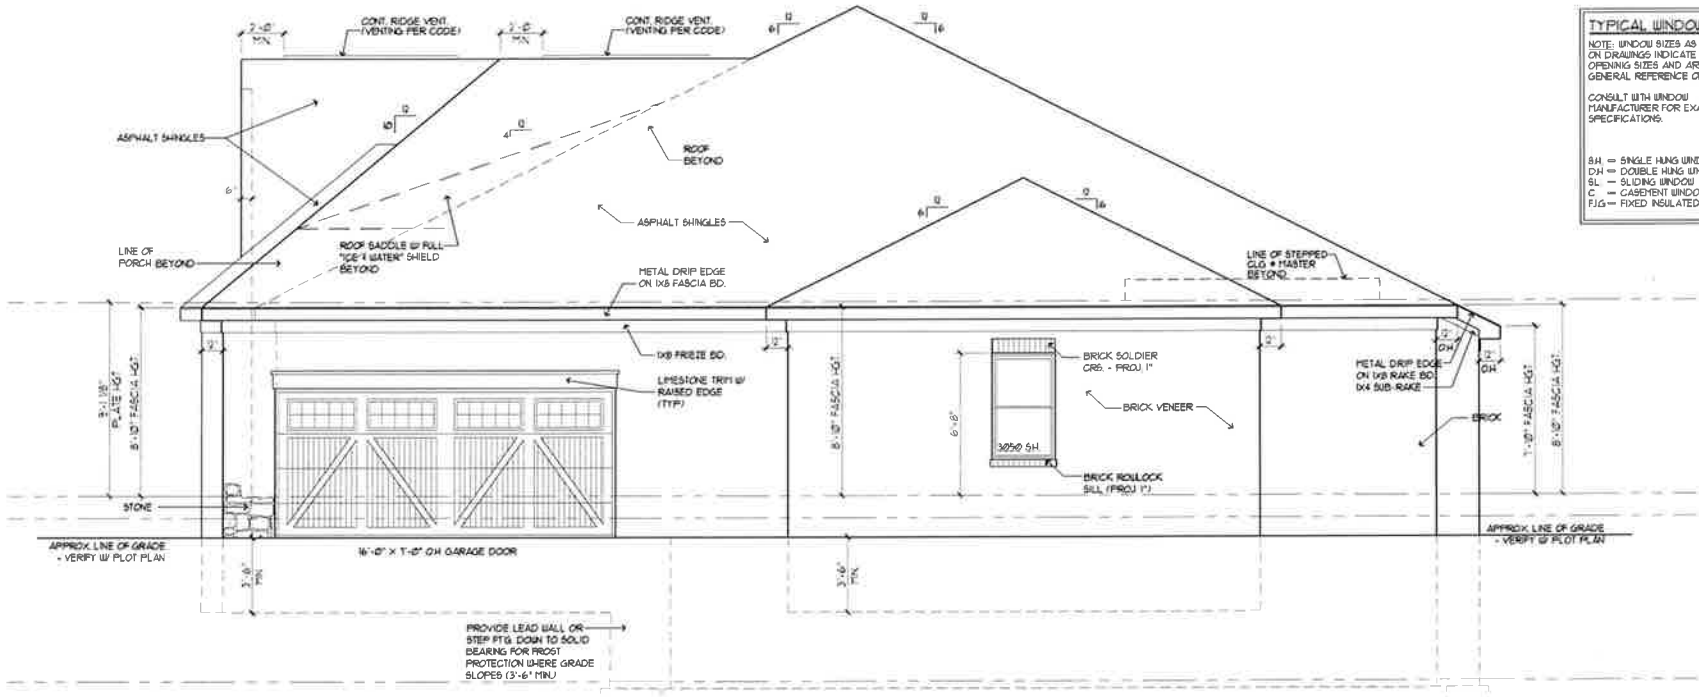 2'-0"
MIN.
CONT. RIDGE VENT.
(VENTING PER CODE)
2'-0"
MIN.
CONT. RIDGE VENT.
(VENTING PER CODE)
12
6
12
6
TYPICAL WINDOW
NOTE: WINDOW SIZES AS
ON DRAWINGS INDICATE
OPENING SIZES AND AR
GENERAL REFERENCE O
CONSULT WITH WINDOW
MANUFACTURER FOR EXA
SPECIFICATIONS.
S.H. = SINGLE HUNG WIND
D.H. = DOUBLE HUNG WIN
SL = SLIDING WINDOW
C = CASEMENT WINDO
F.I.G = FIXED INSULATED
ASPHALT SHINGLES
12
10
12
4
ROOF
BEYOND
6"
ASPHALT SHINGLES
12
6
12
6
LINE OF
PORCH BEYOND
ROOF SADDLE W/ FULL
"ICE & WATER" SHIELD
BEYOND
METAL DRIP EDGE
ON 1X8 FASCIA BD.
LINE OF STEPPED
CLG @ MASTER
BEYOND
12"
1X8 FRIEZE BD.
12"
12"
12"
O.H.
12"
O.H.
PLATE HGT
8'-10" FASCIA HGT.
LIMESTONE TRIM W/
RAISED EDGE
(TYP)
8'-10" FASCIA HGT.
6'-8"
BRICK SOLDIER
CRS. - PROJ. 1"
BRICK VENEER
3050 S.H.
BRICK ROWLOCK
SILL (PROJ. 1")
METAL DRIP EDGE
ON 1X8 RAKE BD.
1X4 SUB-RAKE
BRICK
7'-10" FASCIA HGT.
8'-10" FASCIA HGT.
STONE
APPROX. LINE OF GRADE
- VERIFY W/ PLOT PLAN
16'-0" X 7'-0" O.H. GARAGE DOOR
APPROX. LINE OF GRADE
- VERIFY W/ PLOT PLAN
3'-6"
MIN.
3'-6"
MIN.
PROVIDE LEAD WALL OR
STEP FTG. DOWN TO SOLID
BEARING FOR FROST
PROTECTION WHERE GRADE
SLOPES (3'-6" MIN.)